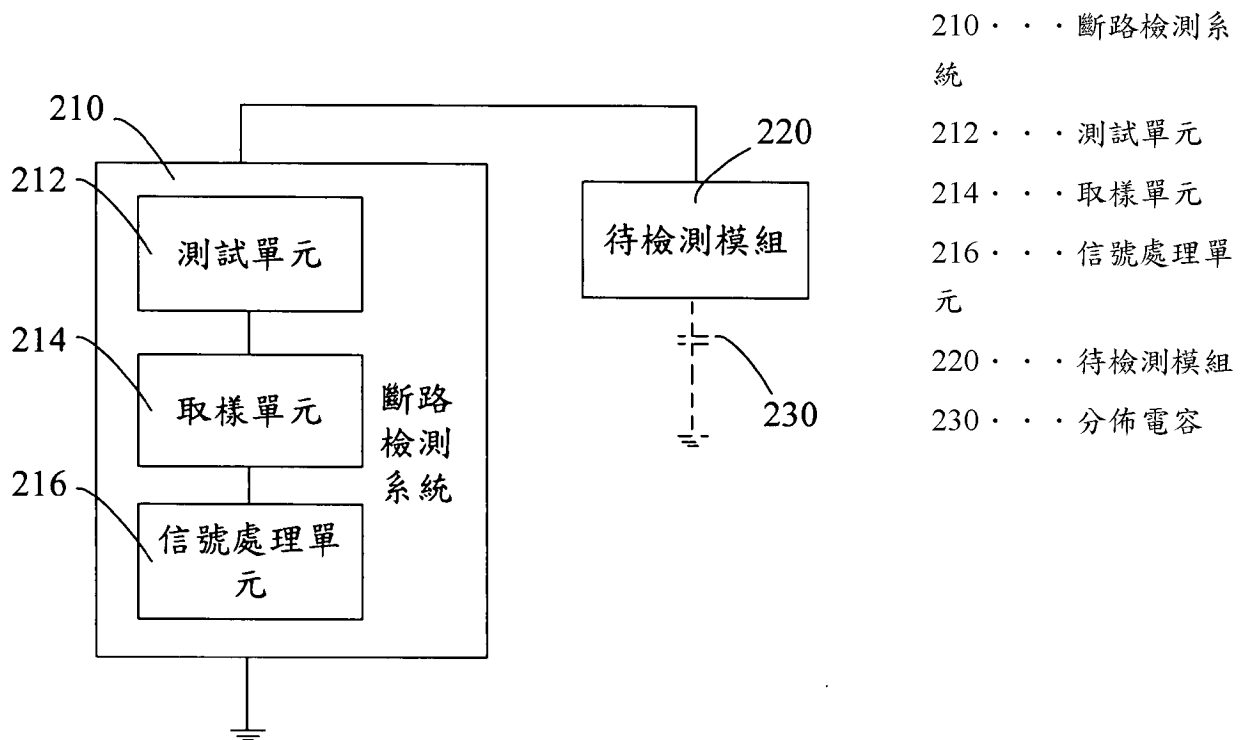 210
212
測試單元
214
取樣單元
216
信號處理單
元
斷路
檢測
系統
220
待檢測模組
230
210···斷路檢測系
統
212···測試單元
214···取樣單元
216···信號處理單
元
220···待檢測模組
230···分佈電容